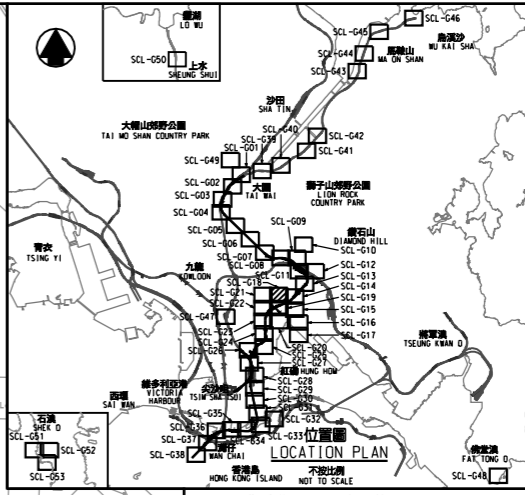 羅湖
LO WU
SCL-G50
上水
SHEUNG SHUI
SCL-G46
SCL-G45
烏溪沙
WU KAI SHA
SCL-G44
馬鞍山
MA ON SHAN
SCL-G43
沙田
SHA TIN
大帽山郊野公園
TAI MO SHAN COUNTRY PARK
SCL-G40
SCL-G39
SCL-G01
SCL-G42
SCL-G41
SCL-G49
SCL-G02
SCL-G03
SCL-G04
大圍
TAI WAI
獅子山郊野公園
LION ROCK
COUNTRY PARK
SCL-G05
SCL-G06
SCL-G07
SCL-G08
SCL-G09
鑽石山
DIAMOND HILL
SCL-G10
SCL-G11
SCL-G12
SCL-G13
SCL-G14
SCL-G18
SCL-G19
SCL-G15
SCL-G16
SCL-G17
青衣
TSING YI
九龍
KOWLOON
SCL-G21
SCL-G22
SCL-G47
SCL-G23
SCL-G24
SCL-G26
SCL-G20
SCL-G25
SCL-G27
將軍澳
TSEUNG KWAN O
紅磡
HUNG HOM
SCL-G28
SCL-G29
SCL-G30
SCL-G31
SCL-G32
SCL-G33
SCL-G34
SCL-G35
SCL-G36
SCL-G37
SCL-G38
維多利亞港
VICTORIA
HARBOUR
尖沙咀
TSIM SHA TSUI
西環
SAI WAN
灣仔
WAN CHAI
香港島
HONG KONG ISLAND
石澳
SHEK O
SCL-G51
SCL-G52
SCL-G53
佛堂澳
FAT TONG O
SCL-G48
位置圖
LOCATION PLAN
不按比例
NOT TO SCALE